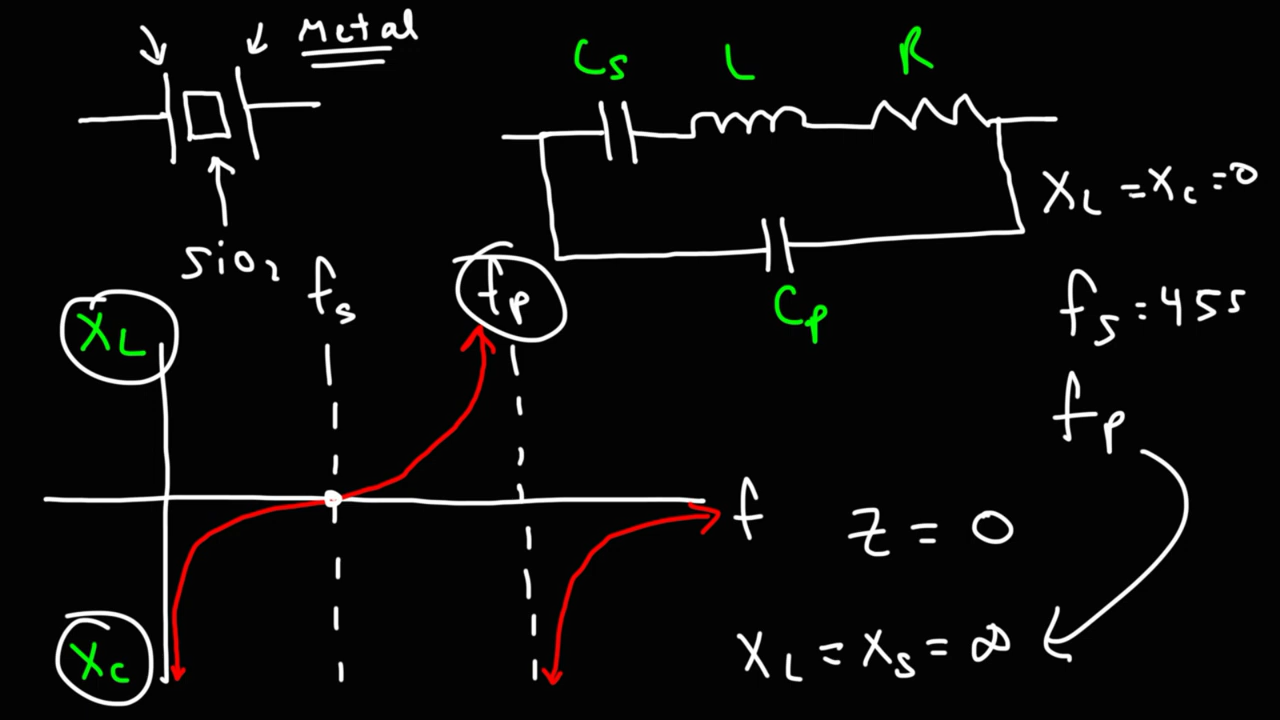 Metal
SiO2
Cs L R
Cp
XL = Xc = 0
fs = 455
fp
XL
fs
fp
f
Xc
Z = 0
XL = Xs = ∞